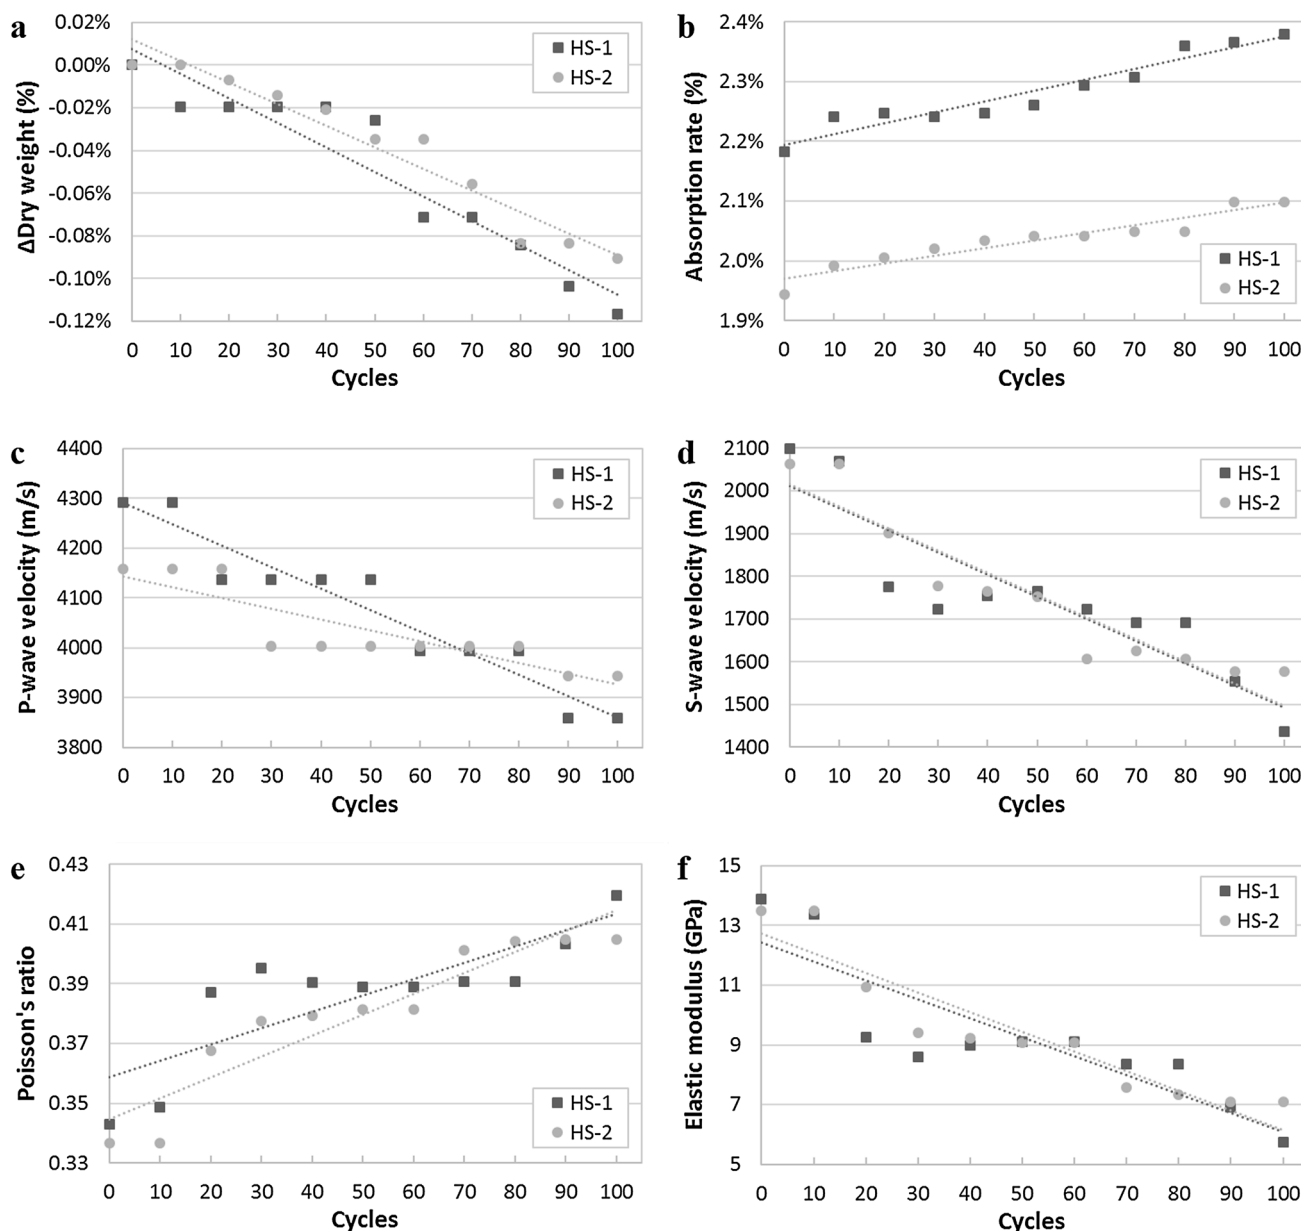 a
0.02%
0.00%
-0.02%
-0.04%
-0.06%
-0.08%
-0.10%
-0.12%
ΔDry weight (%)
HS-1
HS-2
0 10 20 30 40 50 60 70 80 90 100
Cycles
b
2.4%
2.3%
2.2%
2.1%
2.0%
1.9%
Absorption rate (%)
HS-1
HS-2
0 10 20 30 40 50 60 70 80 90 100
Cycles
c
4400
4300
4200
4100
4000
3900
3800
P-wave velocity (m/s)
HS-1
HS-2
0 10 20 30 40 50 60 70 80 90 100
Cycles
d
2100
2000
1900
1800
1700
1600
1500
1400
S-wave velocity (m/s)
HS-1
HS-2
0 10 20 30 40 50 60 70 80 90 100
Cycles
e
0.43
0.41
0.39
0.37
0.35
0.33
Poisson's ratio
HS-1
HS-2
0 10 20 30 40 50 60 70 80 90 100
Cycles
f
15
13
11
9
7
5
Elastic modulus (GPa)
HS-1
HS-2
0 10 20 30 40 50 60 70 80 90 100
Cycles